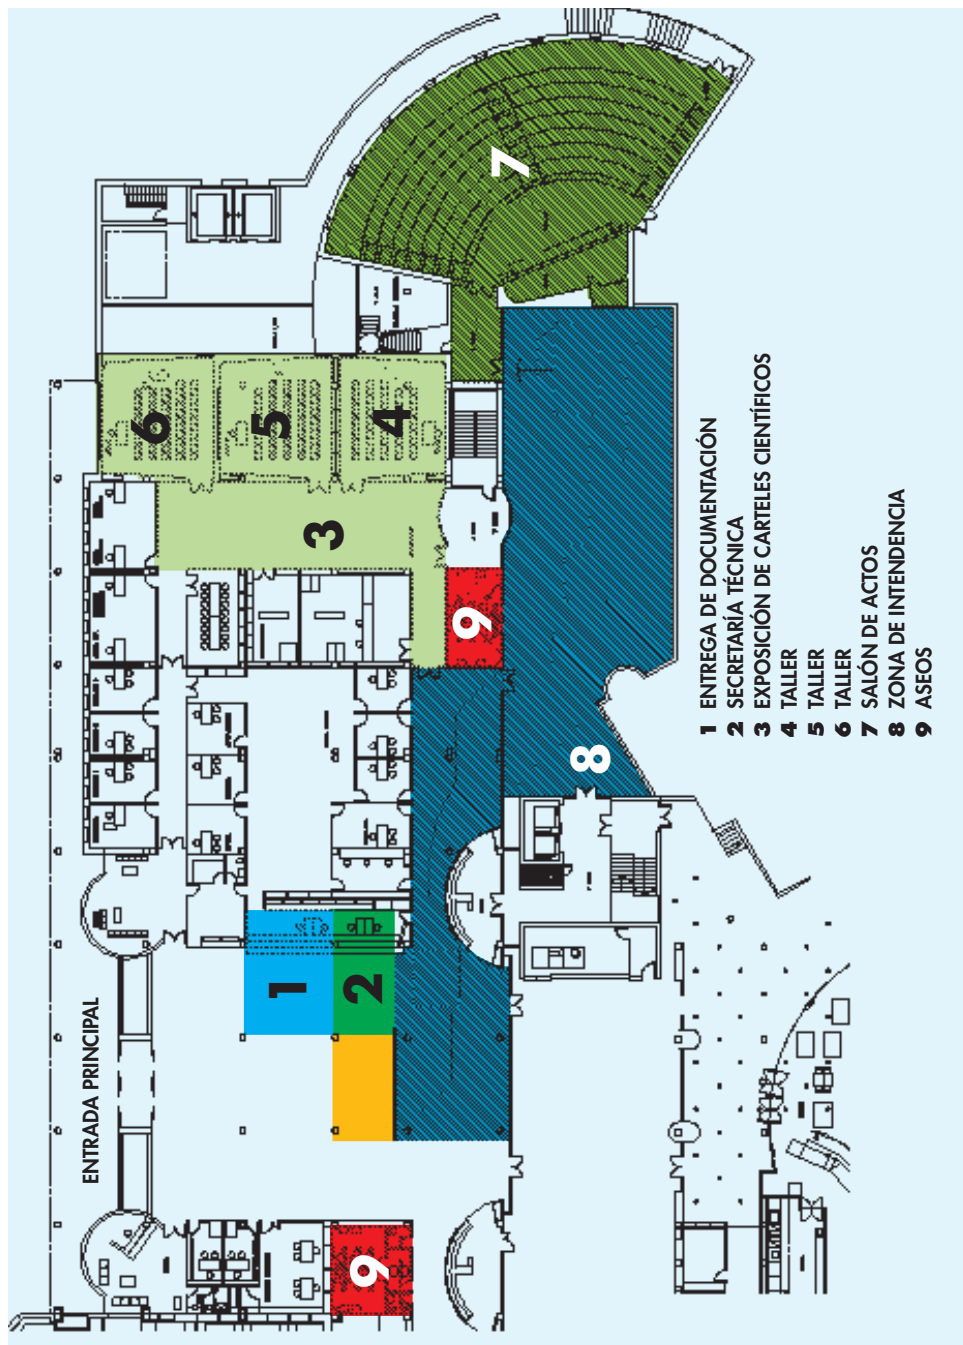 ENTRADA PRINCIPAL
1
2
3
4
5
6
7
8
9
9
1 ENTREGA DE DOCUMENTACIÓN
2 SECRETARÍA TÉCNICA
3 EXPOSICIÓN DE CARTELES CIENTÍFICOS
4 TALLER
5 TALLER
6 TALLER
7 SALÓN DE ACTOS
8 ZONA DE INTENDENCIA
9 ASEOS